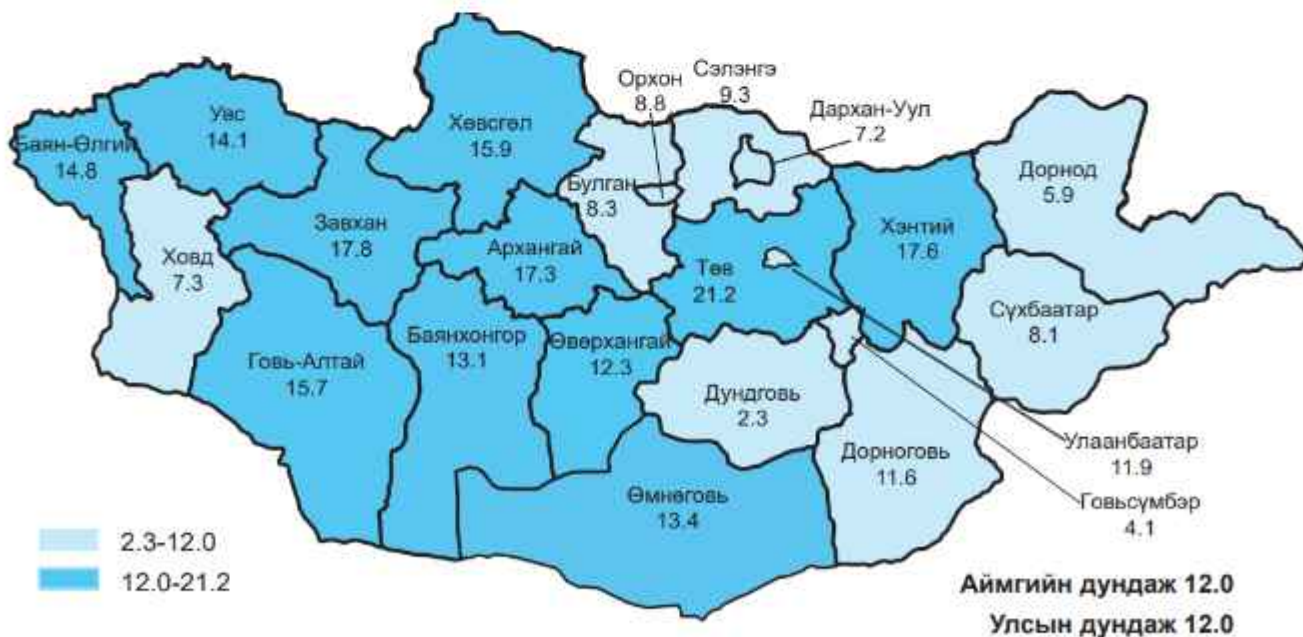 Орхон
8.8
Сэлэнгэ
9.3
Дархан-Уул
7.2
Увс
14.1
Баян-Өлгий
14.8
Хөвсгөл
15.9
Булган
8.3
Дорнод
5.9
Завхан
17.8
Хэнтий
17.6
Ховд
7.3
Архангай
17.3
Төв
21.2
Сүхбаатар
8.1
Говь-Алтай
15.7
Баянхонгор
13.1
Өвөрхангай
12.3
Дундговь
2.3
Дорноговь
11.6
Улаанбаатар
11.9
Өмнөговь
13.4
Говьсүмбэр
4.1
2.3-12.0
12.0-21.2
Аймгийн дундаж 12.0
Улсын дундаж 12.0